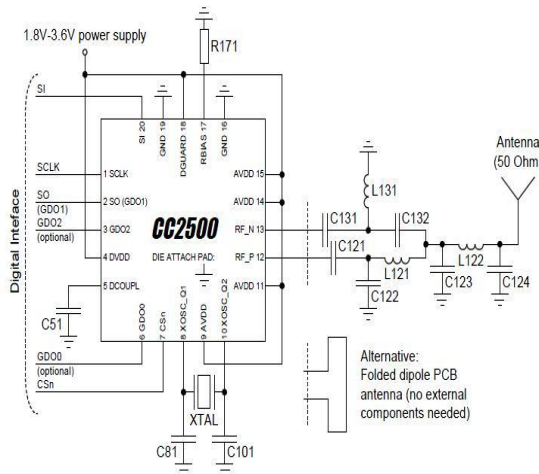 1.8V-3.6V power supply
R171
SI
SI 20
GND 19
DGUARD 18
RBIAS 17
GND 16
Antenna
(50 Ohm)
Digital Inteface
SCLK
1 SCLK
AVDD 15
L131
SO
(GDO1)
2 SO (GDO1)
AVDD 14
C131
C132
GDO2
(optional)
3 GDO2
CC2500
RF_N 13
C121
DIE ATTACH PAD:
4 DVDD
RF_P 12
L121
L122
C122
C123
C124
5 DCOUPL
AVDD 11
C51
6 GDO0
7 CSn
8 XOSC_Q1
9 AVDD
10 XOSC_Q2
GDO0
(optional)
CSn
XTAL
C81
C101
Alternative:
Folded dipole PCB
antenna (no external
components needed)